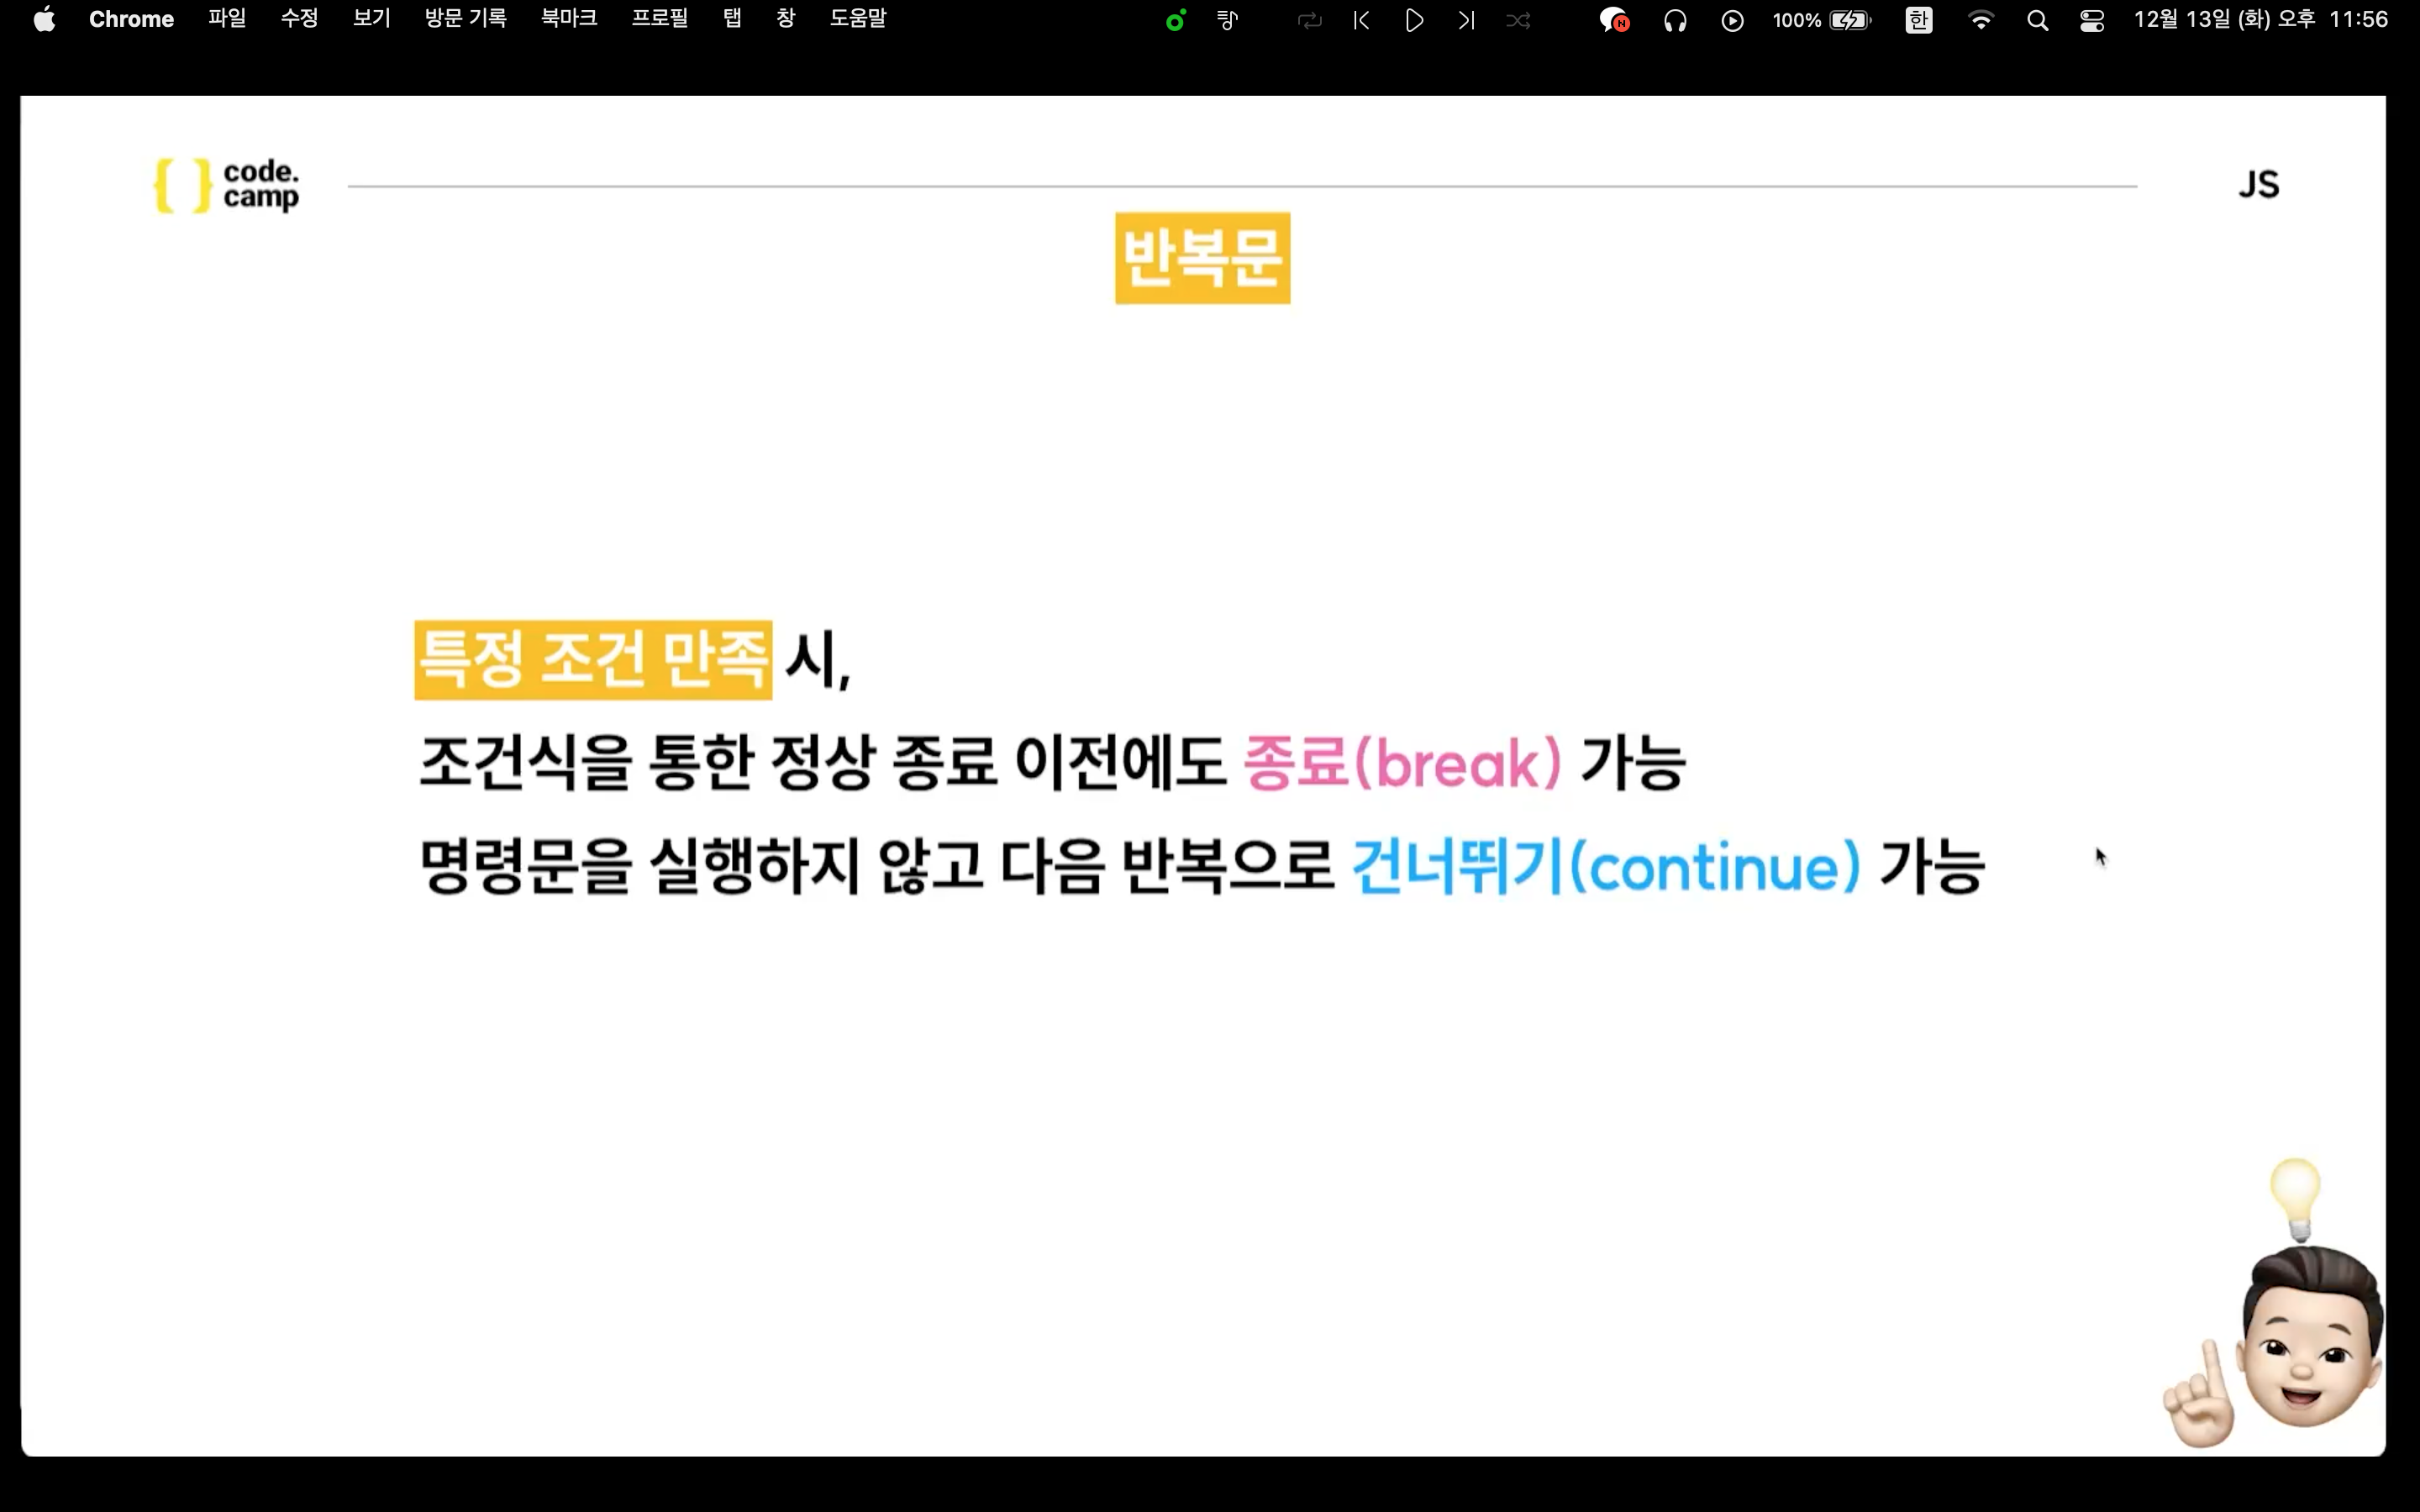 Chrome 파일 수정 보기 방문 기록 북마크 프로필 탭 창 도움말 N 100% 한 12월 13일 (화) 오후 11:56
{ } code.
camp
JS
반복문
특정 조건 만족 시,
조건식을 통한 정상 종료 이전에도 종료(break) 가능
명령문을 실행하지 않고 다음 반복으로 건너뛰기(continue) 가능